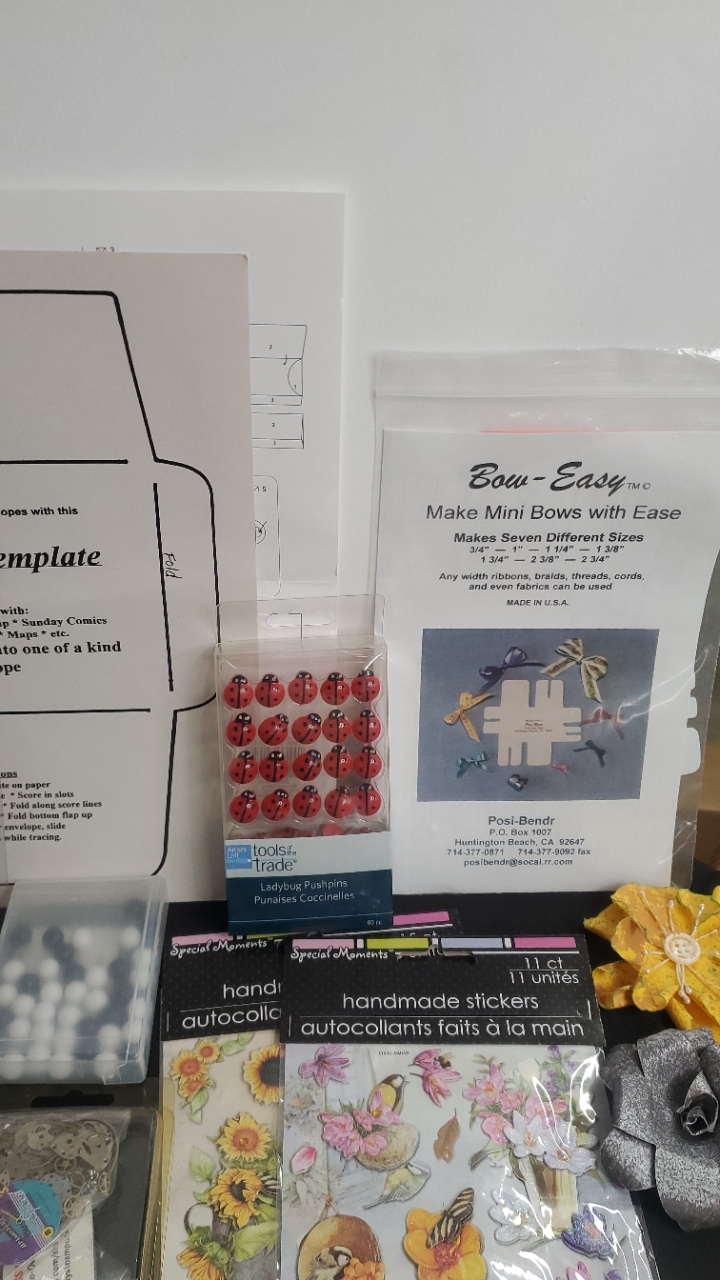 opes with this
emplate
Fold
with:
p * Sunday Comics
* Maps * etc.
nto one of a kind
ope
ons
ite on paper
e * Score in slots
* Fold along score lines
* Fold bottom flap up
envelope, slide
while tracing.
Bow-Easy TM ©
Make Mini Bows with Ease
Makes Seven Different Sizes
3/4" — 1" — 1 1/4" — 1 3/8"
1 3/4" — 2 3/8" — 2 3/4"
Any width ribbons, braids, threads, cords,
and even fabrics can be used
MADE IN U.S.A.
Posi-Bendr
P.O. Box 1007
Huntington Beach, CA 92647
714-377-0871 714-377-9092 fax
posibendr@socal.rr.com
Artist's Loft
tools of the trade
Ladybug Pushpins
Punaises Coccinelles
60 pc
Special Moments
hand
autocolla
Special Moments
11 ct
11 unités
handmade stickers
autocollants faits à la main